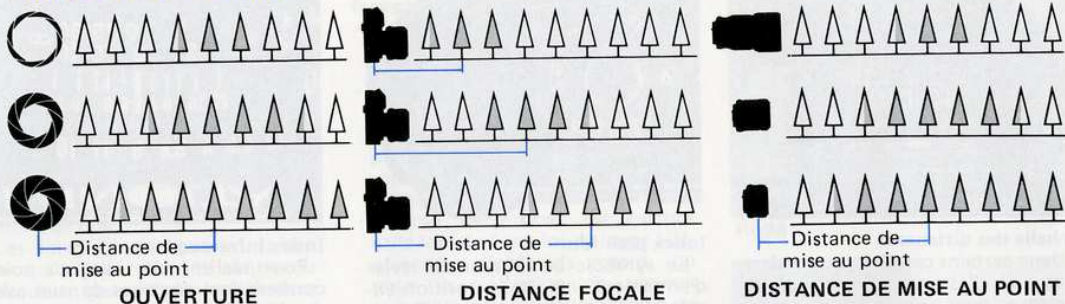 Distance de
mise au point
OUVERTURE
Distance de
mise au point
DISTANCE FOCALE
Distance de
mise au point
DISTANCE DE MISE AU POINT